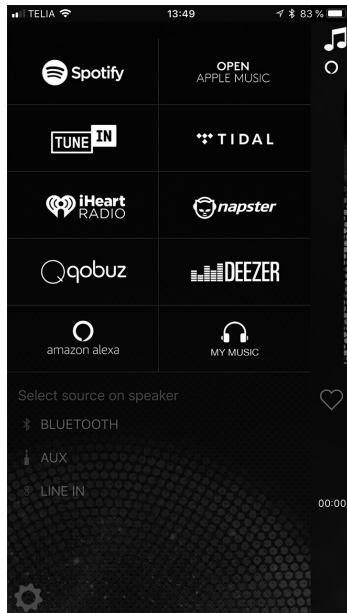 TELIA 13:49 83 %
Spotify
OPEN
APPLE MUSIC
TUNE IN
TIDAL
iHeart
RADIO
napster
qobuz
DEEZER
amazon alexa
MY MUSIC
Select source on speaker
BLUETOOTH
AUX
LINE IN
00:00